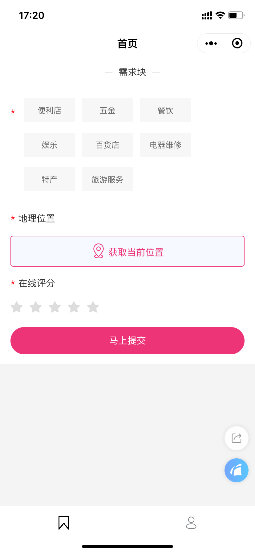 17:20
首页
需求块
* 便利店 五金 餐饮
娱乐 百货店 电器维修
特产 旅游服务
* 地理位置
获取当前位置
* 在线评分
马上提交